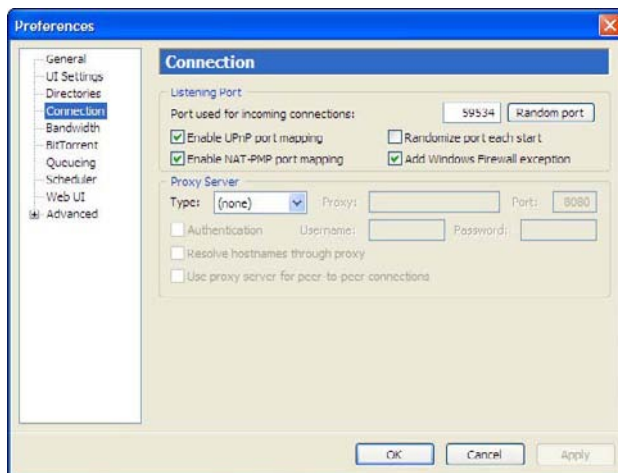 Preferences
General
UI Settings
Directories
Connection
Bandwidth
BitTorrent
Queueing
Scheduler
Web UI
Advanced
Connection
Listening Port
Port used for incoming connections: 59534 Random port
Enable UPnP port mapping Randomize port each start
Enable NAT-PMP port mapping Add Windows Firewall exception
Proxy Server
Type: (none) Proxy: Port: 8080
Authentication Username: Password:
Resolve hostnames through proxy
Use proxy server for peer-to-peer connections
OK Cancel Apply